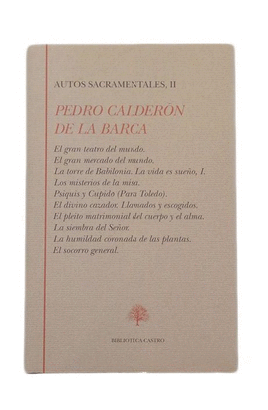 AUTOS SACRAMENTALES, II
PEDRO CALDERÓN
DE LA BARCA
El gran teatro del mundo.
El gran mercado del mundo.
La torre de Babilonia. La vida es sueño, I.
Los misterios de la misa.
Psiquis y Cupido (Para Toledo).
El divino cazador. Llamados y escogidos.
El pleito matrimonial del cuerpo y el alma.
La siembra del Señor.
La humildad coronada de las plantas.
El socorro general.
BIBLIOTECA CASTRO